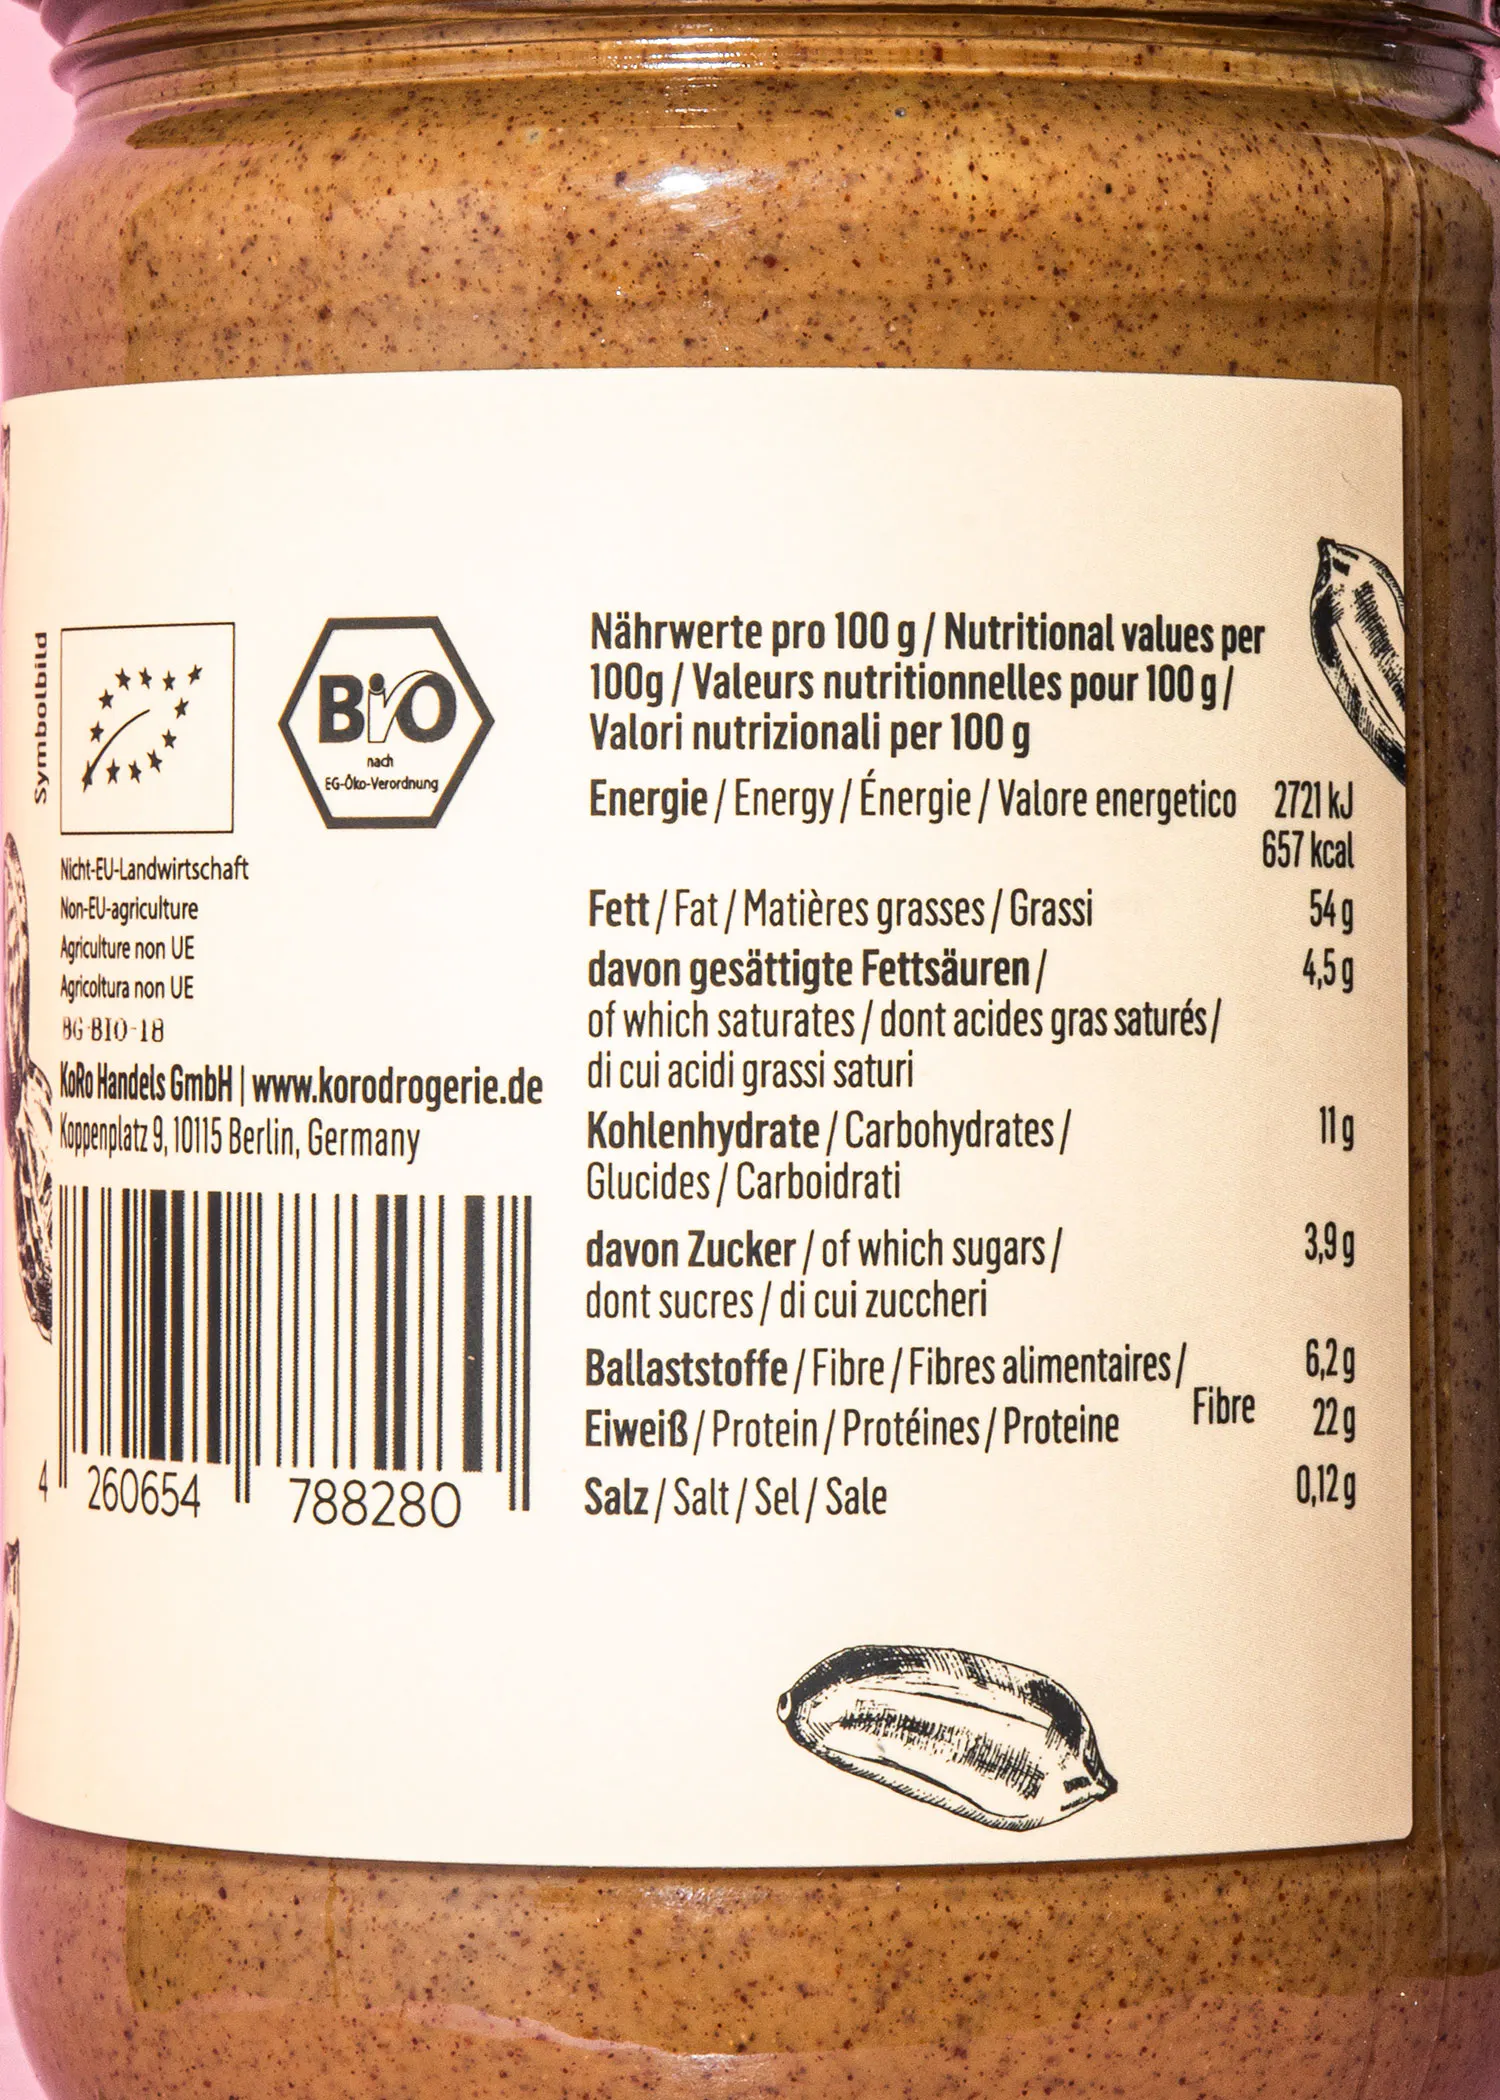 Symbolbild
BIO
nach
EG-Öko-Verordnung
Nicht-EU-Landwirtschaft
Non-EU-agriculture
Agriculture non UE
Agricoltura non UE
BG-BIO-18
KoRo Handels GmbH | www.korodrogerie.de
Koppenplatz 9, 10115 Berlin, Germany
4 260654 788280
Nährwerte pro 100 g / Nutritional values per
100g / Valeurs nutritionnelles pour 100 g /
Valori nutrizionali per 100 g
Energie / Energy / Énergie / Valore energetico 2721 kJ
657 kcal
Fett / Fat / Matières grasses / Grassi 54 g
davon gesättigte Fettsäuren / 4,5 g
of which saturates / dont acides gras saturés /
di cui acidi grassi saturi
Kohlenhydrate / Carbohydrates / 11 g
Glucides / Carboidrati
davon Zucker / of which sugars / 3,9 g
dont sucres / di cui zuccheri
Ballaststoffe / Fibre / Fibres alimentaires / Fibre 6,2 g
Eiweiß / Protein / Protéines / Proteine 22 g
Salz / Salt / Sel / Sale 0,12 g